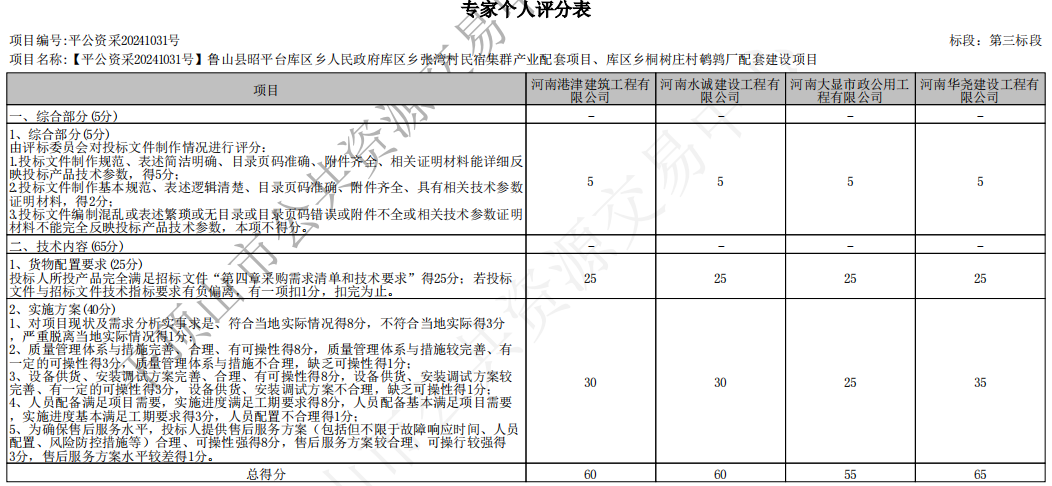 专家个人评分表
项目编号:平公资采20241031号
标段：第三标段
项目名称:【平公资采20241031号】鲁山县昭平台库区乡人民政府库区乡张湾村民宿集群产业配套项目、库区乡桐树庄村鹌鹑厂配套建设项目
项目 河南港津建筑工程有限公司 河南水诚建设工程有限公司 河南大显市政公用工程有限公司 河南华尧建设工程有限公司
一、综合部分(5分) － － － －
1、综合部分(5分)
由评标委员会对投标文件制作情况进行评分：
1.投标文件制作规范、表述简洁明确、目录页码准确、附件齐全、相关证明材料能详细反
映投标产品技术参数，得5分；
2.投标文件制作基本规范、表述逻辑清楚、目录页码准确、附件齐全、具有相关技术参数
证明材料，得2分；
3.投标文件编制混乱或表述繁琐或无目录或目录页码错误或附件不全或相关技术参数证明
材料不能完全反映投标产品技术参数，本项不得分。
5 5 5 5
二、技术内容(65分) － － － －
1、货物配置要求(25分)
投标人所投产品完全满足招标文件“第四章采购需求清单和技术要求”得25分；若投标
文件与招标文件技术指标要求有负偏离，有一项扣1分，扣完为止。
25 25 25 25
2、实施方案(40分)
1、对项目现状及需求分析实事求是、符合当地实际情况得8分，不符合当地实际得3分
，严重脱离当地实际情况得1分；
2、质量管理体系与措施完善、合理、有可操性得8分，质量管理体系与措施较完善、有
一定的可操性得3分，质量管理体系与措施不合理，缺乏可操性得1分；
3、设备供货、安装调试方案完善、合理、有可操性得8分，设备供货、安装调试方案较
完善、有一定的可操性得3分，设备供货、安装调试方案不合理，缺乏可操性得1分；
4、人员配备满足项目需要，实施进度满足工期要求得8分，人员配备基本满足项目需要
，实施进度基本满足工期要求得3分，人员配置不合理得1分；
5、为确保售后服务水平，投标人提供售后服务方案（包括但不限于故障响应时间、人员
配置、风险防控措施等）合理、可操性强得8分，售后服务方案较合理、可操行较强得
3分，售后服务方案水平较差得1分。
30 30 25 35
总得分 60 60 55 65